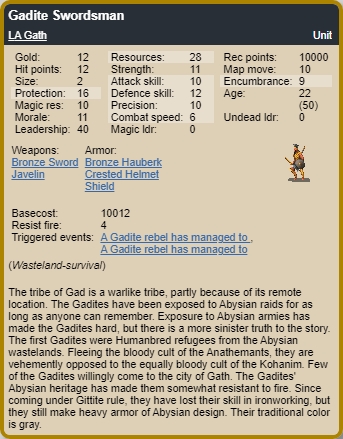 Gadite Swordsman
LA Gath Unit
Gold: 12 Resources: 28 Rec points: 10000
Hit points: 12 Strength: 11 Map move: 10
Size: 2 Attack skill: 10 Encumbrance: 9
Protection: 16 Defence skill: 12 Age: 22
Magic res: 10 Precision: 10 (50)
Morale: 11 Combat speed: 6 Undead ldr: 0
Leadership: 40 Magic ldr: 0
Weapons: Armor:
Bronze Sword Bronze Hauberk
Javelin Crested Helmet
Shield
Basecost: 10012
Resist fire: 4
Triggered events: A Gadite rebel has managed to ,
A Gadite rebel has managed to
(Wasteland-survival)
The tribe of Gad is a warlike tribe, partly because of its remote
location. The Gadites have been exposed to Abysian raids for as
long as anyone can remember. Exposure to Abysian armies has
made the Gadites hard, but there is a more sinister truth to the story.
The first Gadites were Humanbred refugees from the Abysian
wastelands. Fleeing the bloody cult of the Anathemants, they are
vehemently opposed to the equally bloody cult of the Kohanim. Few
of the Gadites willingly come to the city of Gath. The Gadites'
Abysian heritage has made them somewhat resistant to fire. Since
coming under Gittite rule, they have lost their skill in ironworking, but
they still make heavy armor of Abysian design. Their traditional color
is gray.